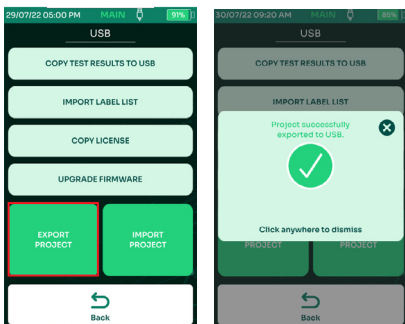 29/07/22 05:00 PM MAIN 91%
USB
COPY TEST RESULTS TO USB
IMPORT LABEL LIST
COPY LICENSE
UPGRADE FIRMWARE
EXPORT
PROJECT
IMPORT
PROJECT
Back
30/07/22 09:20 AM MAIN 85%
USB
COPY TEST RESULTS TO USB
IMPORT LABEL LIST
Project successfully
exported to USB.
Click anywhere to dismiss
PROJECT
PROJECT
Back